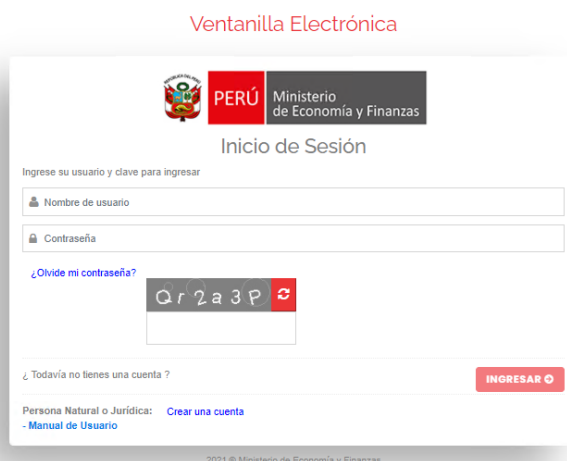 Ventanilla Electrónica
PERÚ
Ministerio
de Economía y Finanzas
Inicio de Sesión
Ingrese su usuario y clave para ingresar
Nombre de usuario
Contraseña
¿Olvide mi contraseña?
Qr2a3P
¿ Todavía no tienes una cuenta ?
INGRESAR
Persona Natural o Jurídica: Crear una cuenta
- Manual de Usuario
2021 © Ministerio de Economía y Finanzas